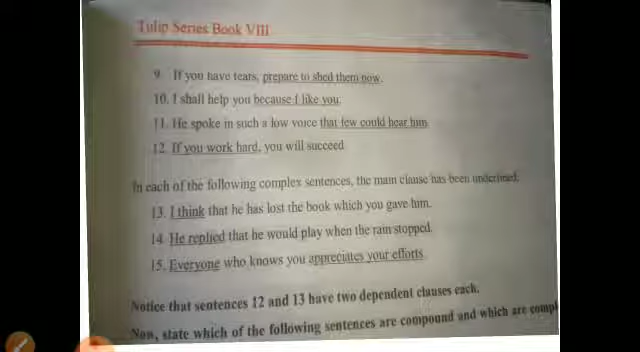 Tulip Series Book VIII
9. If you have tears, prepare to shed them now.
10. I shall help you because I like you.
11. He spoke in such a low voice that few could hear him
12. If you work hard, you will succeed
In each of the following complex sentences, the main clause has been underlined.
13. I think that he has lost the book which you gave him.
14. He replied that he would play when the rain stopped.
15. Everyone who knows you appreciates your efforts.
Notice that sentences 12 and 13 have two dependent clauses each.
Now, state which of the following sentences are compound and which are compl